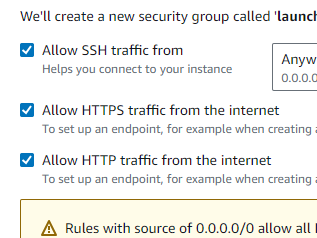 We'll create a new security group called 'launch
Allow SSH traffic from
Anyw
Helps you connect to your instance
0.0.0.0
Allow HTTPS traffic from the internet
To set up an endpoint, for example when creating a
Allow HTTP traffic from the internet
To set up an endpoint, for example when creating a
Rules with source of 0.0.0.0/0 allow all